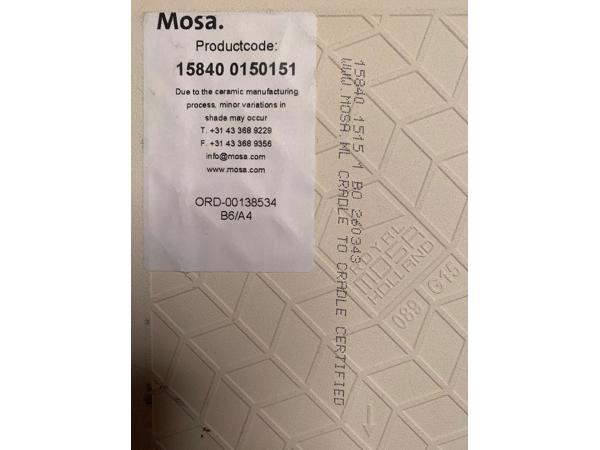 Mosa.
Productcode:
15840 0150151
Due to the ceramic manufacturing
process, minor variations in
shade may occur
T. +31 43 368 9229
F. +31 43 368 9356
info@mosa.com
www.mosa.com
ORD-00138534
B6/A4
15840 1515 1 BO 260343
WWW.MOSA.NL CRADLE TO CRADLE CERTIFIED
ROYAL
MOSA
HOLLAND
089 G15